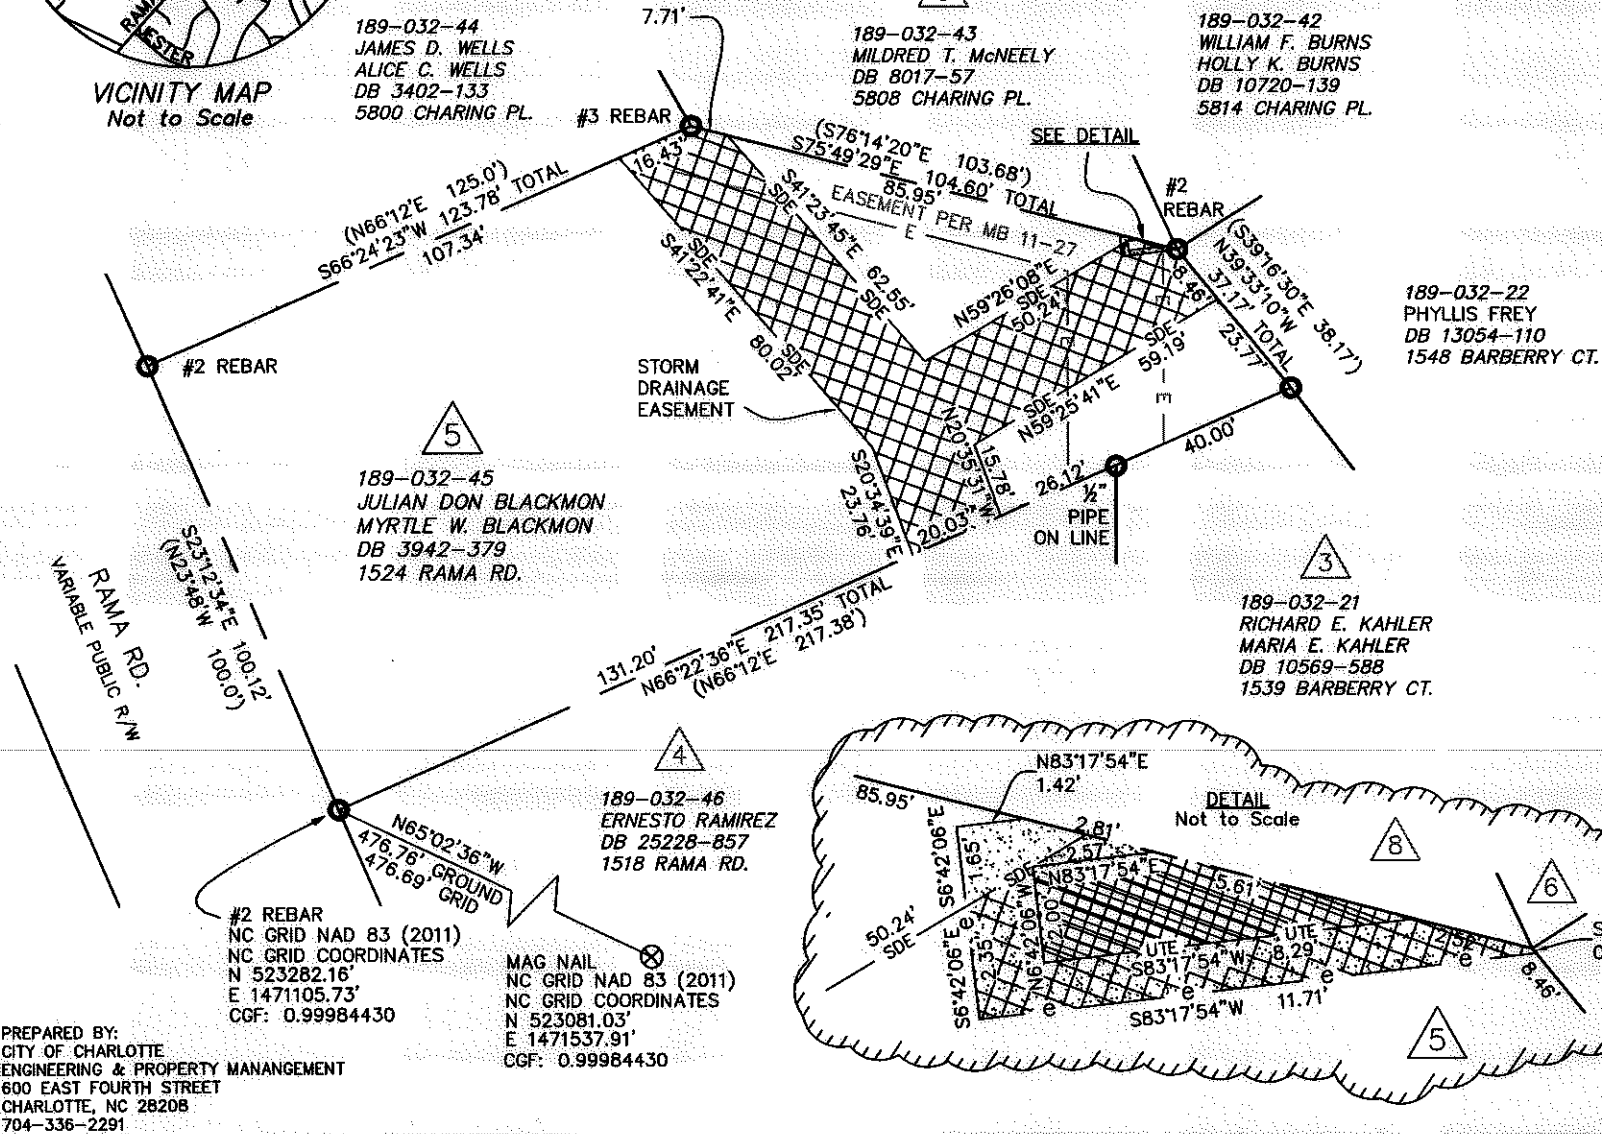 RAMA
JESTER
VICINITY MAP
Not to Scale
189-032-44
JAMES D. WELLS
ALICE C. WELLS
DB 3402-133
5800 CHARING PL.
7.71'
#3 REBAR
189-032-43
MILDRED T. McNEELY
DB 8017-57
5808 CHARING PL.
189-032-42
WILLIAM F. BURNS
HOLLY K. BURNS
DB 10720-139
5814 CHARING PL.
SEE DETAIL
#2
REBAR
(S76°14'20"E 103.68')
S75°49'29"E 104.60' TOTAL
85.95'
EASEMENT PER MB 11-27
E
16.43'
(N66°12'E 125.0')
S66°24'23"W 123.78' TOTAL
107.34'
S41°23'45"E 62.55'
SDE
SDE
SDE
S41°22'41"E 80.02'
SDE
N59°26'08"E
SDE
50.24'
8.46'
(S39°16'30"E 38.17')
N39°33'10"W
37.17' TOTAL
23.77'
SDE
59.19'
SDE
N59°25'41"E
E
189-032-22
PHYLLIS FREY
DB 13054-110
1548 BARBERRY CT.
#2 REBAR
STORM
DRAINAGE
EASEMENT
5
189-032-45
JULIAN DON BLACKMON
MYRTLE W. BLACKMON
DB 3942-379
1524 RAMA RD.
N20°35'31"W
15.78'
S20°34'39"E
23.76'
20.03'
26.12'
40.00'
½"
PIPE
ON LINE
3
189-032-21
RICHARD E. KAHLER
MARIA E. KAHLER
DB 10569-588
1539 BARBERRY CT.
S23°12'34"E 100.12'
(N23°48'W 100.0')
RAMA RD.
VARIABLE PUBLIC R/W
131.20'
N66°22'36"E 217.35' TOTAL
(N66°12'E 217.38')
4
189-032-46
ERNESTO RAMIREZ
DB 25228-857
1518 RAMA RD.
N65°02'36"W
476.76' GROUND
476.69' GRID
#2 REBAR
NC GRID NAD 83 (2011)
NC GRID COORDINATES
N 523282.16'
E 1471105.73'
CGF: 0.99984430
MAG NAIL
NC GRID NAD 83 (2011)
NC GRID COORDINATES
N 523081.03'
E 1471537.91'
CGF: 0.99984430
N83°17'54"E
1.42'
85.95'
DETAIL
Not to Scale
8
6
5
S6°42'06"E
1.65'
2.81'
2.57'
SDE
N83°17'54"E
5.61'
50.24'
SDE
S6°42'06"E
2.35'
N6°42'06"W
2.00'
UTE
UTE
S83°17'54"W
8.29'
2.52'
e
e
e
e
e
S83°17'54"W 11.71'
8.46'
PREPARED BY:
CITY OF CHARLOTTE
ENGINEERING & PROPERTY MANANGEMENT
600 EAST FOURTH STREET
CHARLOTTE, NC 28208
704-336-2291